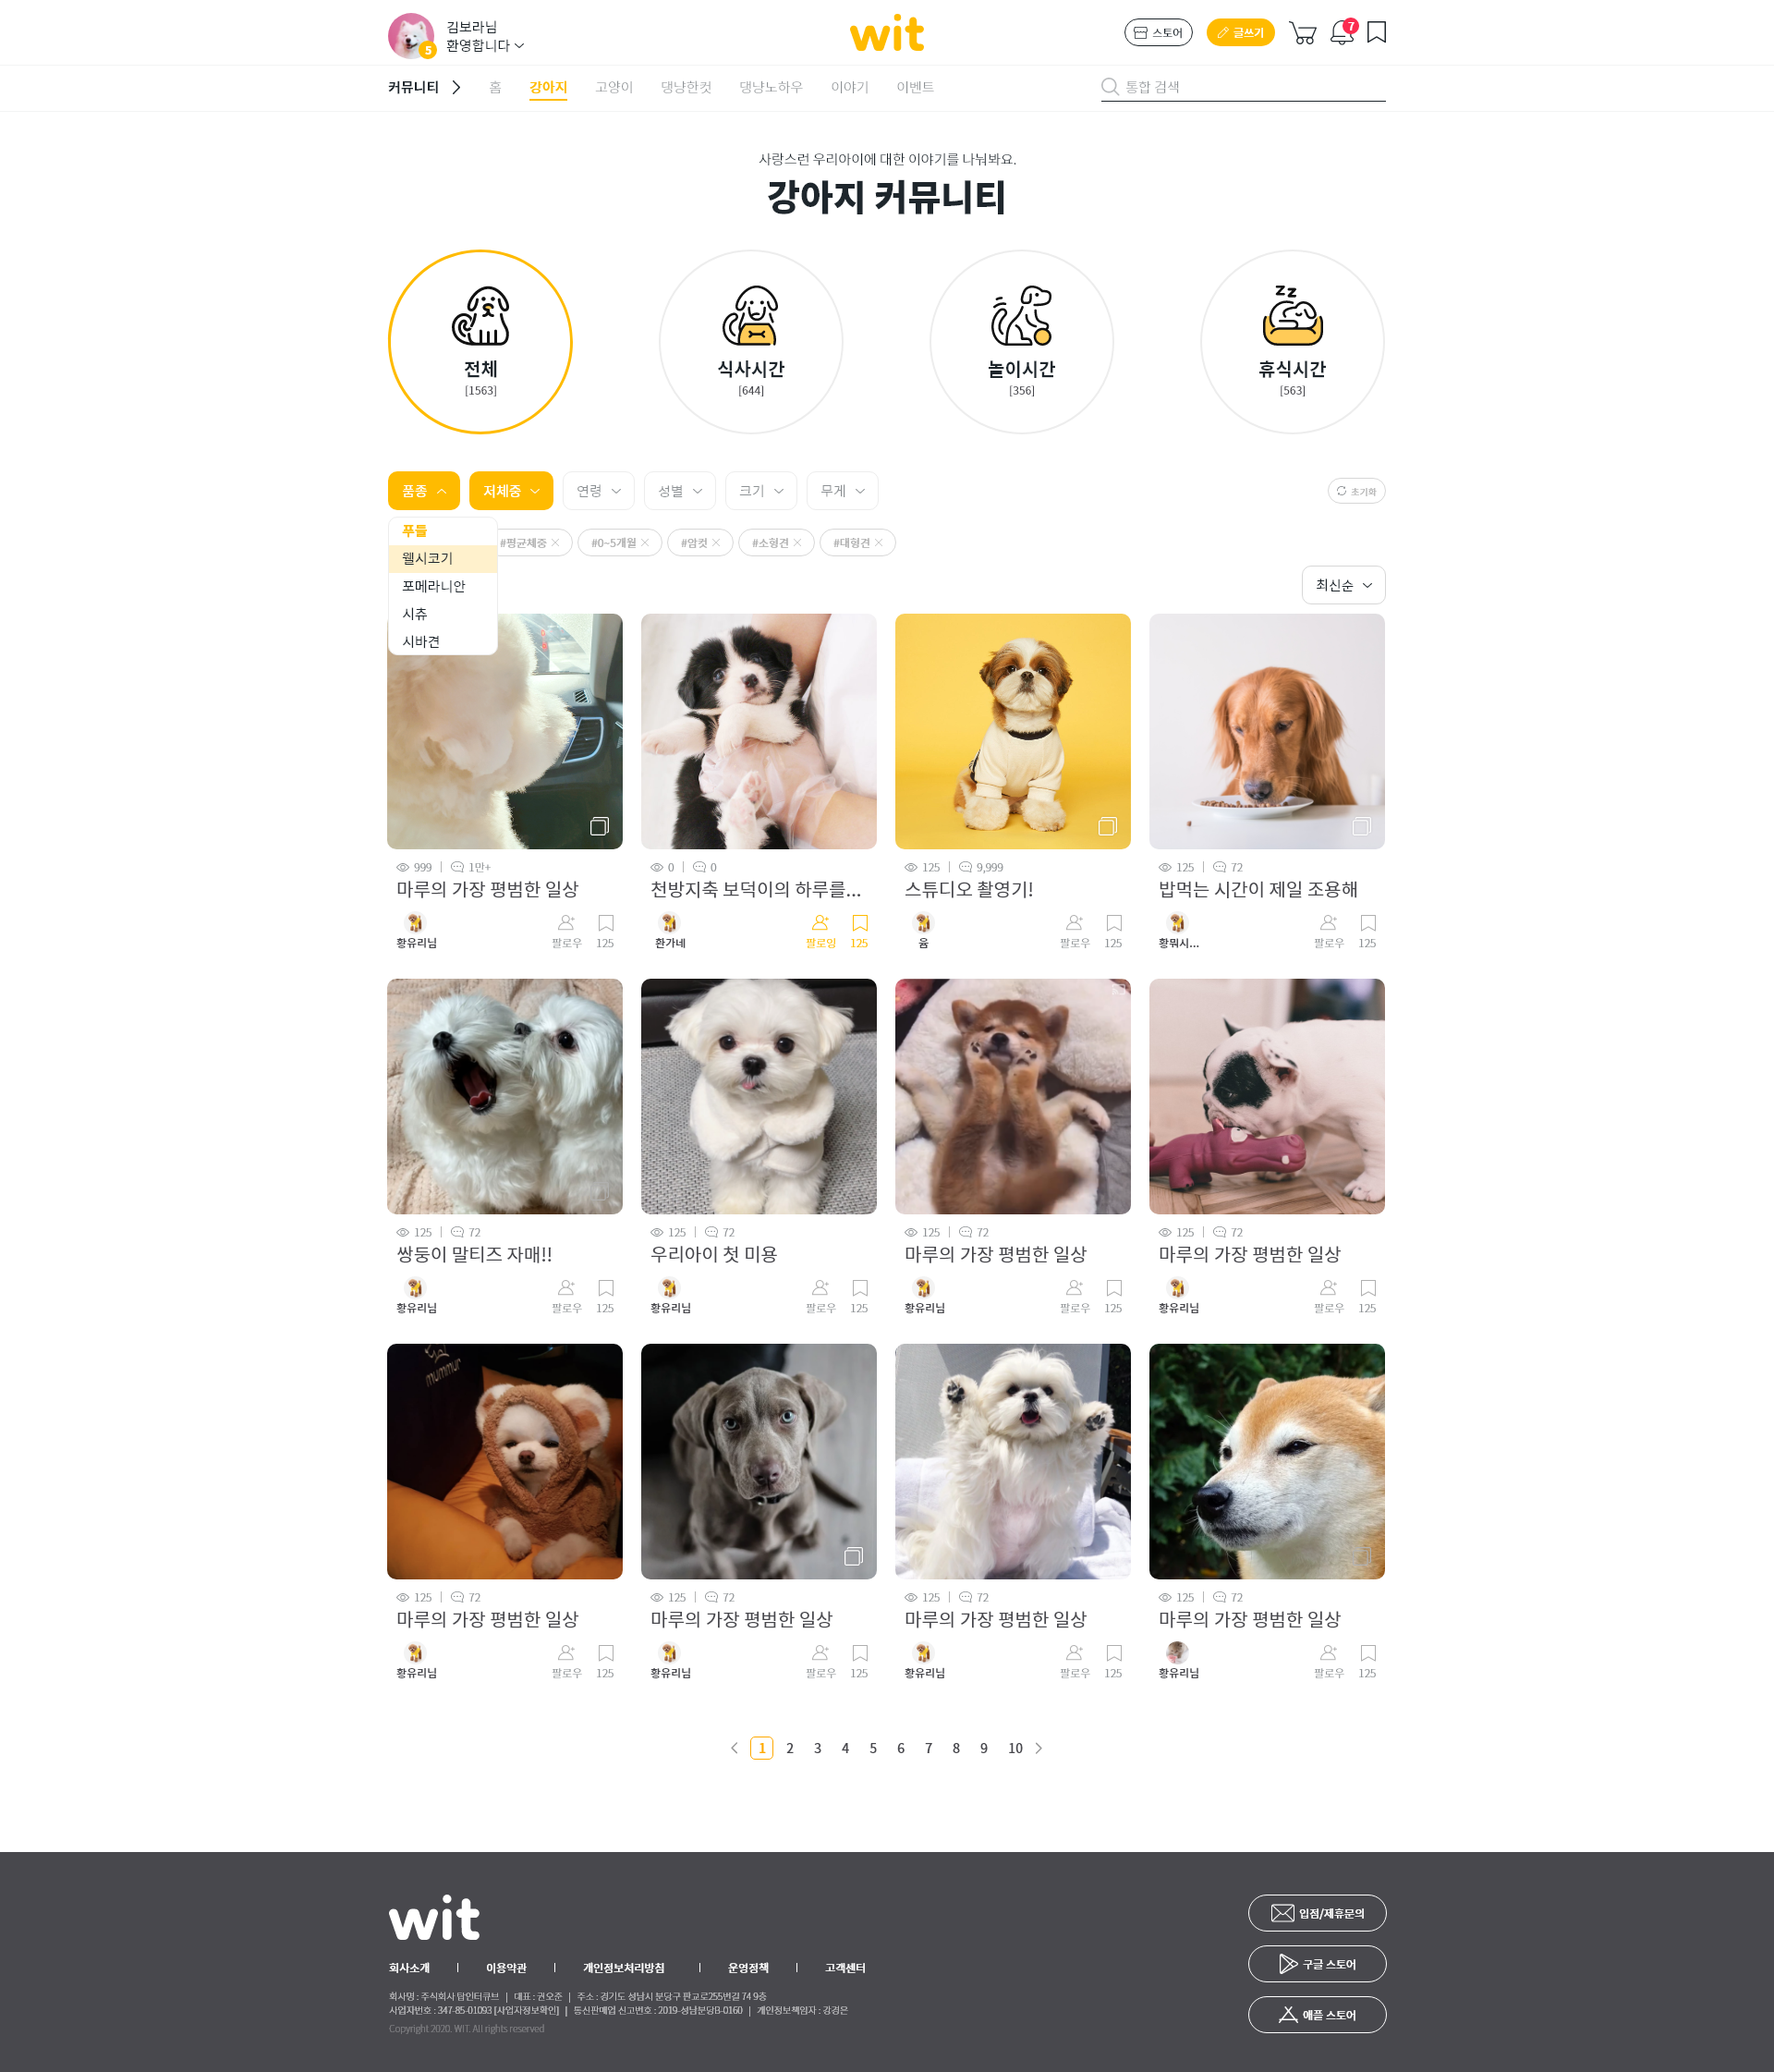 김보라님
환영합니다
5
wit
스토어
글쓰기
7
커뮤니티
홈
강아지
고양이
댕냥한컷
댕냥노하우
이야기
이벤트
통합 검색
사랑스런 우리아이에 대한 이야기를 나눠봐요.
강아지 커뮤니티
전체
[1563]
식사시간
[644]
놀이시간
[356]
휴식시간
[563]
품종
저체중
연령
성별
크기
무게
초기화
푸들
웰시코기
포메라니안
시츄
시바견
#평균체중
#0~5개월
#암컷
#소형견
#대형견
최신순
999 | 1만+
마루의 가장 평범한 일상
황유리님
팔로우
125
0 | 0
천방지축 보덕이의 하루를...
환가네
팔로잉
125
125 | 9,999
스튜디오 촬영기!
윰
팔로우
125
125 | 72
밥먹는 시간이 제일 조용해
황뭐시...
팔로우
125
125 | 72
쌍둥이 말티즈 자매!!
황유리님
팔로우
125
125 | 72
우리아이 첫 미용
황유리님
팔로우
125
125 | 72
마루의 가장 평범한 일상
황유리님
팔로우
125
125 | 72
마루의 가장 평범한 일상
황유리님
팔로우
125
mummur
125 | 72
마루의 가장 평범한 일상
황유리님
팔로우
125
125 | 72
마루의 가장 평범한 일상
황유리님
팔로우
125
125 | 72
마루의 가장 평범한 일상
황유리님
팔로우
125
125 | 72
마루의 가장 평범한 일상
황유리님
팔로우
125
1 2 3 4 5 6 7 8 9 10
wit
회사소개 | 이용약관 | 개인정보처리방침 | 운영정책 | 고객센터
회사명 : 주식회사 탐인터큐브 | 대표 : 권오준 | 주소 : 경기도 성남시 분당구 판교로255번길 74 9층
사업자번호 : 347-85-01093 [사업자정보확인] | 통신판매업 신고번호 : 2019-성남분당B-0160 | 개인정보책임자 : 강경은
Copyright 2020. WIT. All rights reserved
입점/제휴문의
구글 스토어
애플 스토어